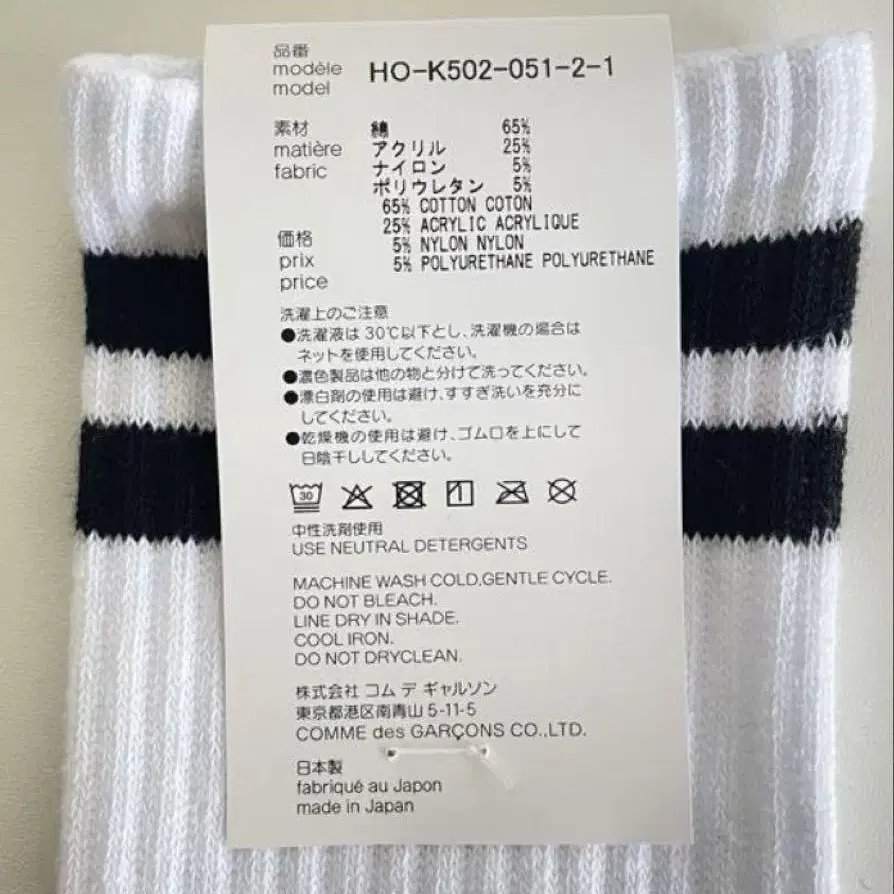 品番
modèle
model
HO-K502-051-2-1
素材
matière
fabric
綿 65%
アクリル 25%
ナイロン 5%
ポリウレタン 5%
65% COTTON COTON
25% ACRYLIC ACRYLIQUE
5% NYLON NYLON
5% POLYURETHANE POLYURETHANE
価格
prix
price
洗濯上のご注意
●洗濯液は30℃以下とし、洗濯機の場合は
ネットを使用してください。
●濃色製品は他の物と分けて洗ってください。
●漂白剤の使用は避け、すすぎ洗いを充分に
してください。
●乾燥機の使用は避け、ゴム口を上にして
日陰干ししてください。
30
中性洗剤使用
USE NEUTRAL DETERGENTS
MACHINE WASH COLD,GENTLE CYCLE.
DO NOT BLEACH.
LINE DRY IN SHADE.
COOL IRON.
DO NOT DRYCLEAN.
株式会社 コム デ ギャルソン
東京都港区南青山 5-11-5
COMME des GARÇONS CO.,LTD.
日本製
fabriqué au Japon
made in Japan